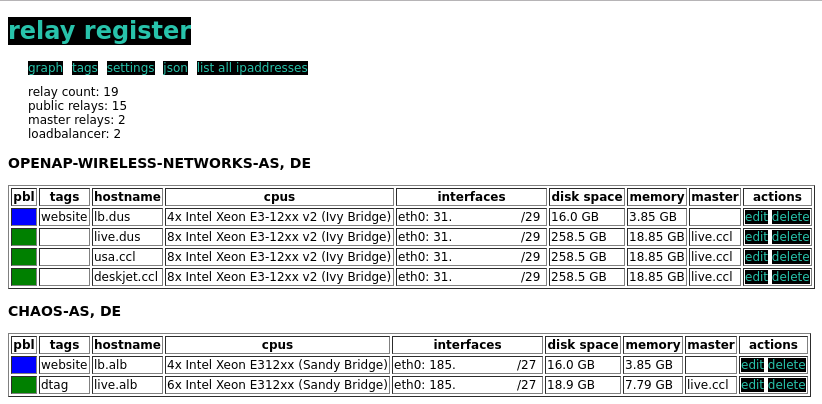 relay register
graph tags settings json list all ipaddresses
relay count: 19
public relays: 15
master relays: 2
loadbalancer: 2
OPENAP-WIRELESS-NETWORKS-AS, DE
pbl tags hostname cpus interfaces disk space memory master actions
website lb.dus 4x Intel Xeon E3-12xx v2 (Ivy Bridge) eth0: 31. /29 16.0 GB 3.85 GB edit delete
live.dus 8x Intel Xeon E3-12xx v2 (Ivy Bridge) eth0: 31. /29 258.5 GB 18.85 GB live.ccl edit delete
usa.ccl 8x Intel Xeon E3-12xx v2 (Ivy Bridge) eth0: 31. /29 258.5 GB 18.85 GB live.ccl edit delete
deskjet.ccl 8x Intel Xeon E3-12xx v2 (Ivy Bridge) eth0: 31. /29 258.5 GB 18.85 GB live.ccl edit delete
CHAOS-AS, DE
pbl tags hostname cpus interfaces disk space memory master actions
website lb.alb 4x Intel Xeon E312xx (Sandy Bridge) eth0: 185. /27 16.0 GB 3.85 GB edit delete
dtag live.alb 6x Intel Xeon E312xx (Sandy Bridge) eth0: 185. /27 18.9 GB 7.79 GB live.ccl edit delete